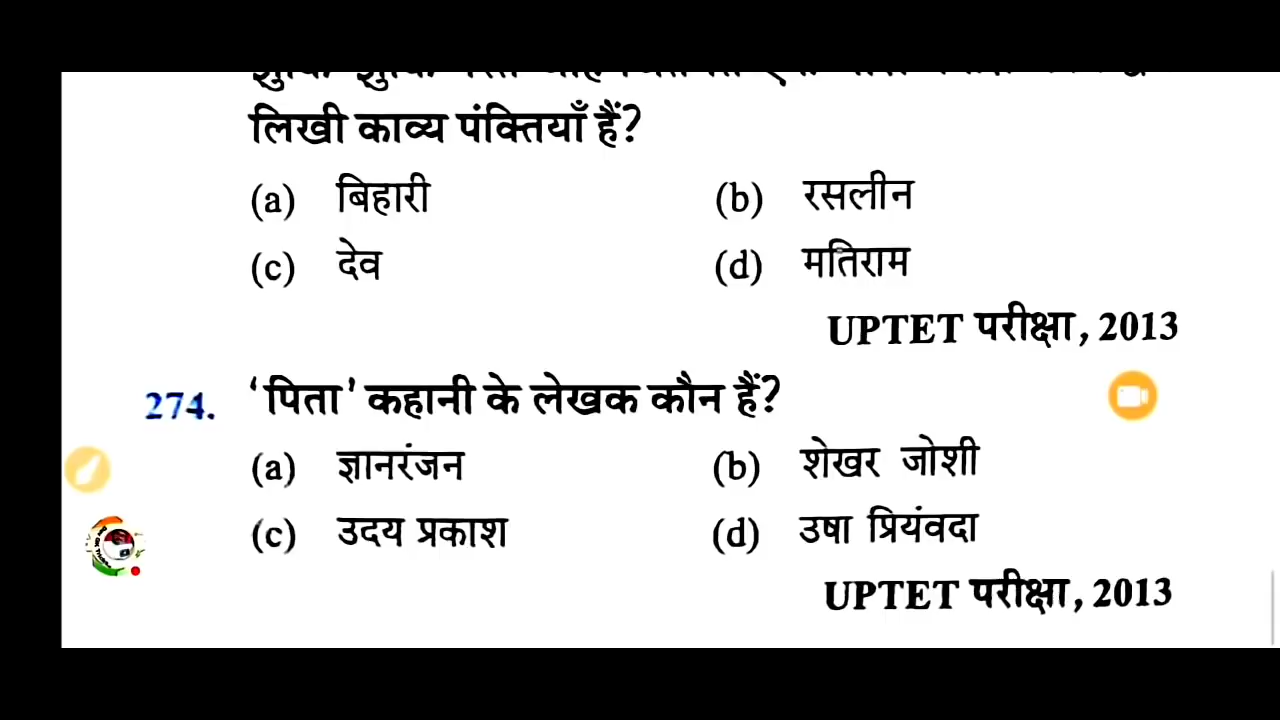 लिखी काव्य पंक्तियाँ हैं?
(a) बिहारी (b) रसलीन
(c) देव (d) मतिराम
UPTET परीक्षा, 2013
274. 'पिता' कहानी के लेखक कौन हैं?
(a) ज्ञानरंजन (b) शेखर जोशी
(c) उदय प्रकाश (d) उषा प्रियंवदा
UPTET परीक्षा, 2013